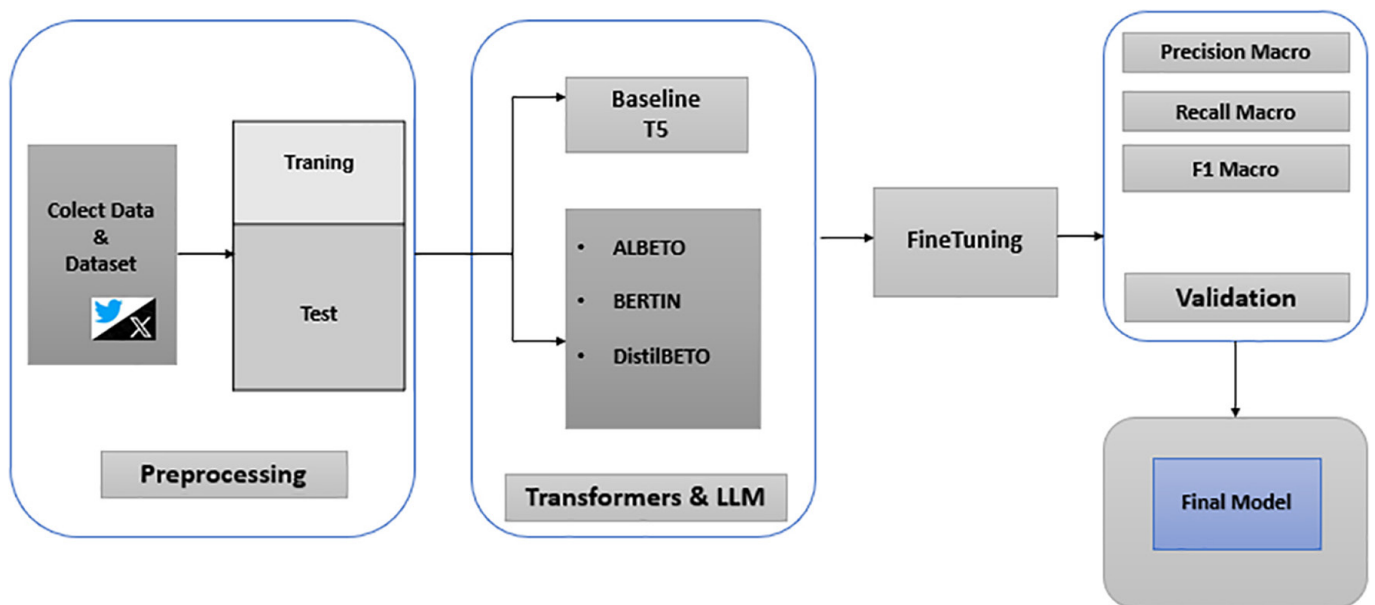 Colect Data
&
Dataset
Traning
Test
Preprocessing
Baseline
T5
• ALBETO
• BERTIN
• DistilBETO
Transformers & LLM
FineTuning
Precision Macro
Recall Macro
F1 Macro
Validation
Final Model